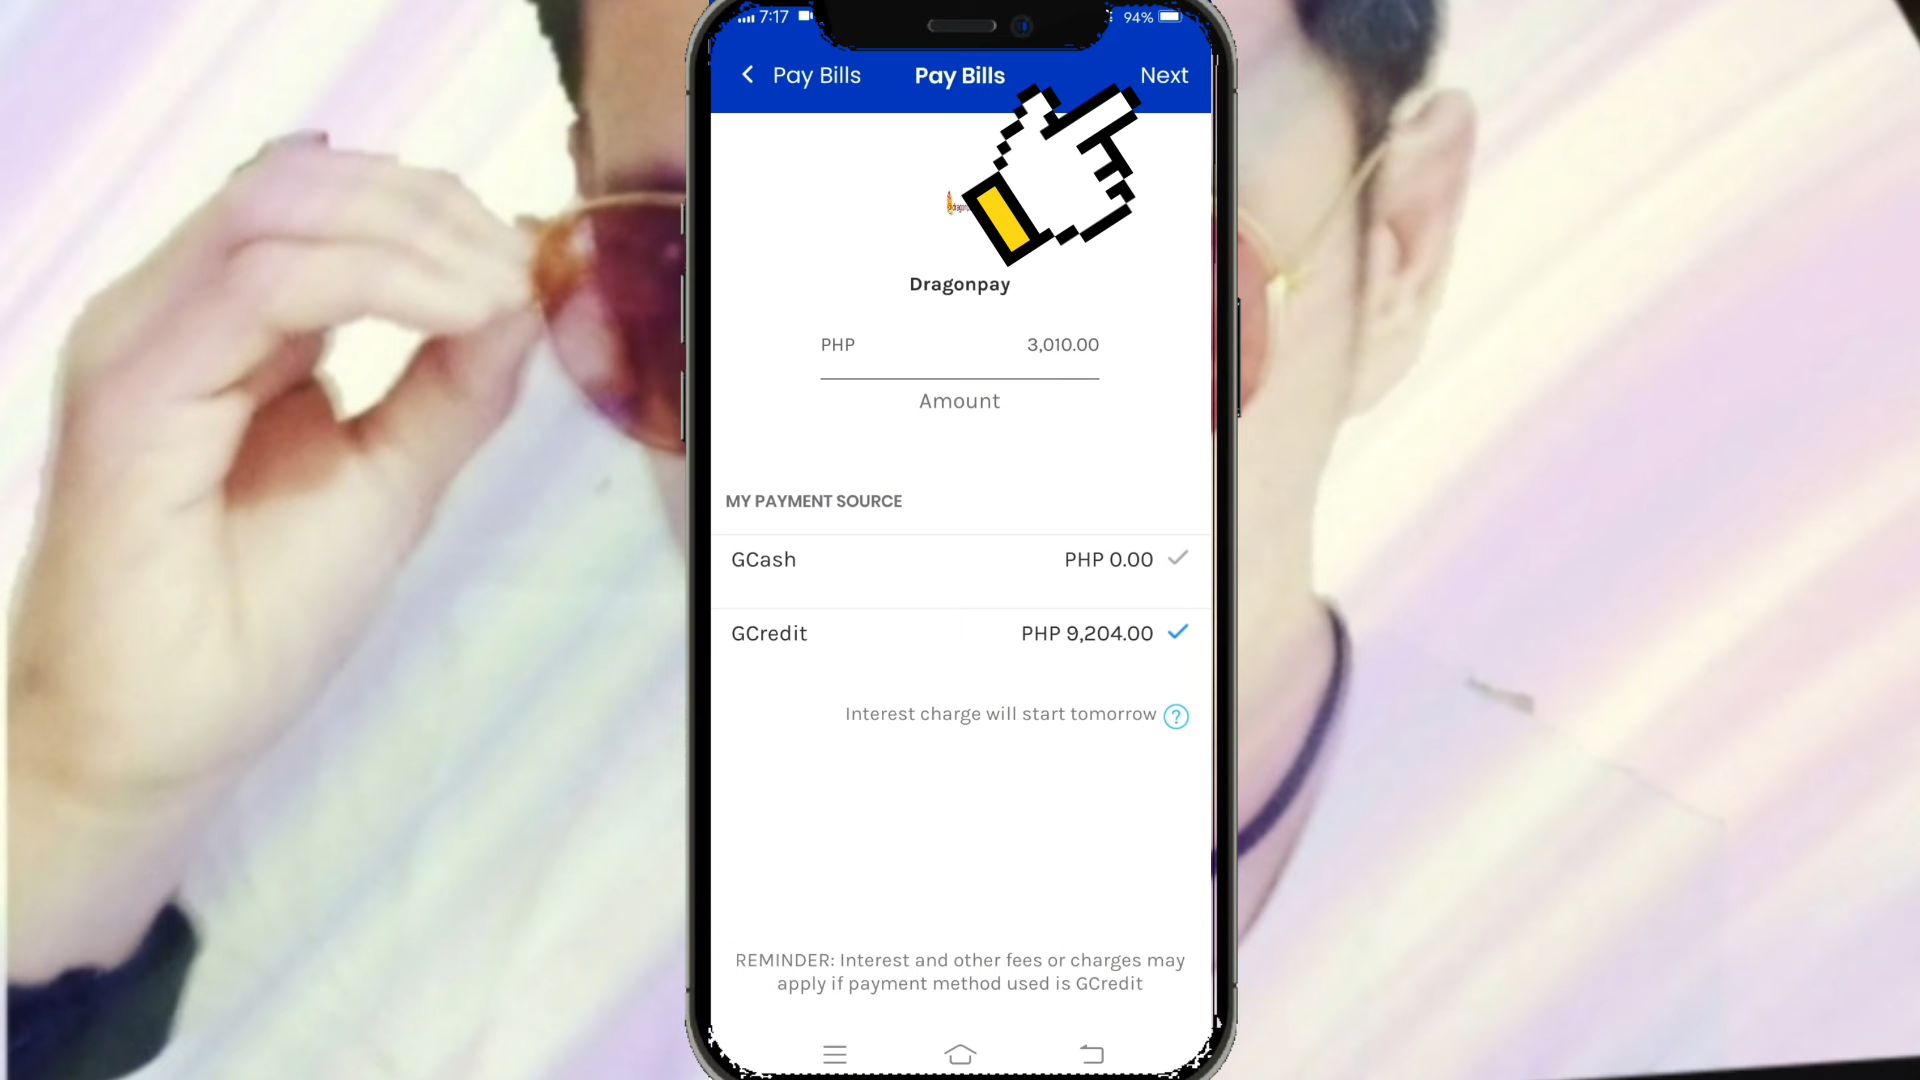 7:17 94%
Pay Bills Pay Bills Next
Dragonpay
PHP 3,010.00
Amount
MY PAYMENT SOURCE
GCash PHP 0.00
GCredit PHP 9,204.00
Interest charge will start tomorrow ?
REMINDER: Interest and other fees or charges may
apply if payment method used is GCredit